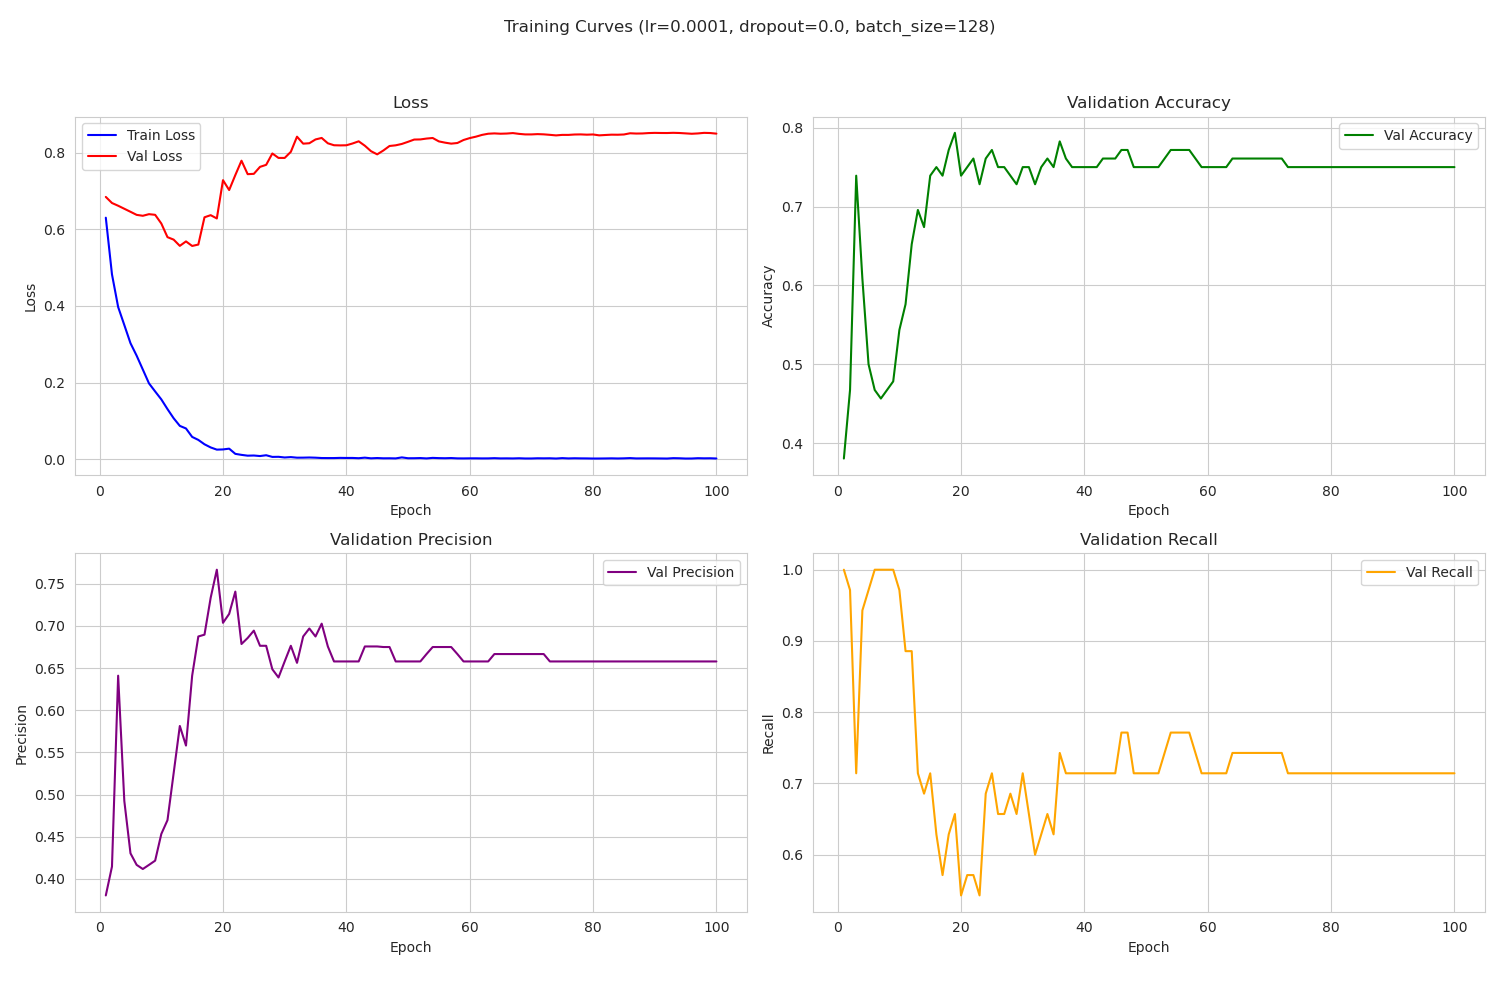 Training Curves (lr=0.0001, dropout=0.0, batch_size=128)
Loss
Train Loss
Val Loss
Loss
0.8
0.6
0.4
0.2
0.0
0 20 40 60 80 100
Epoch
Validation Accuracy
Val Accuracy
Accuracy
0.8
0.7
0.6
0.5
0.4
0 20 40 60 80 100
Epoch
Validation Precision
Val Precision
Precision
0.75
0.70
0.65
0.60
0.55
0.50
0.45
0.40
0 20 40 60 80 100
Epoch
Validation Recall
Val Recall
Recall
1.0
0.9
0.8
0.7
0.6
0 20 40 60 80 100
Epoch